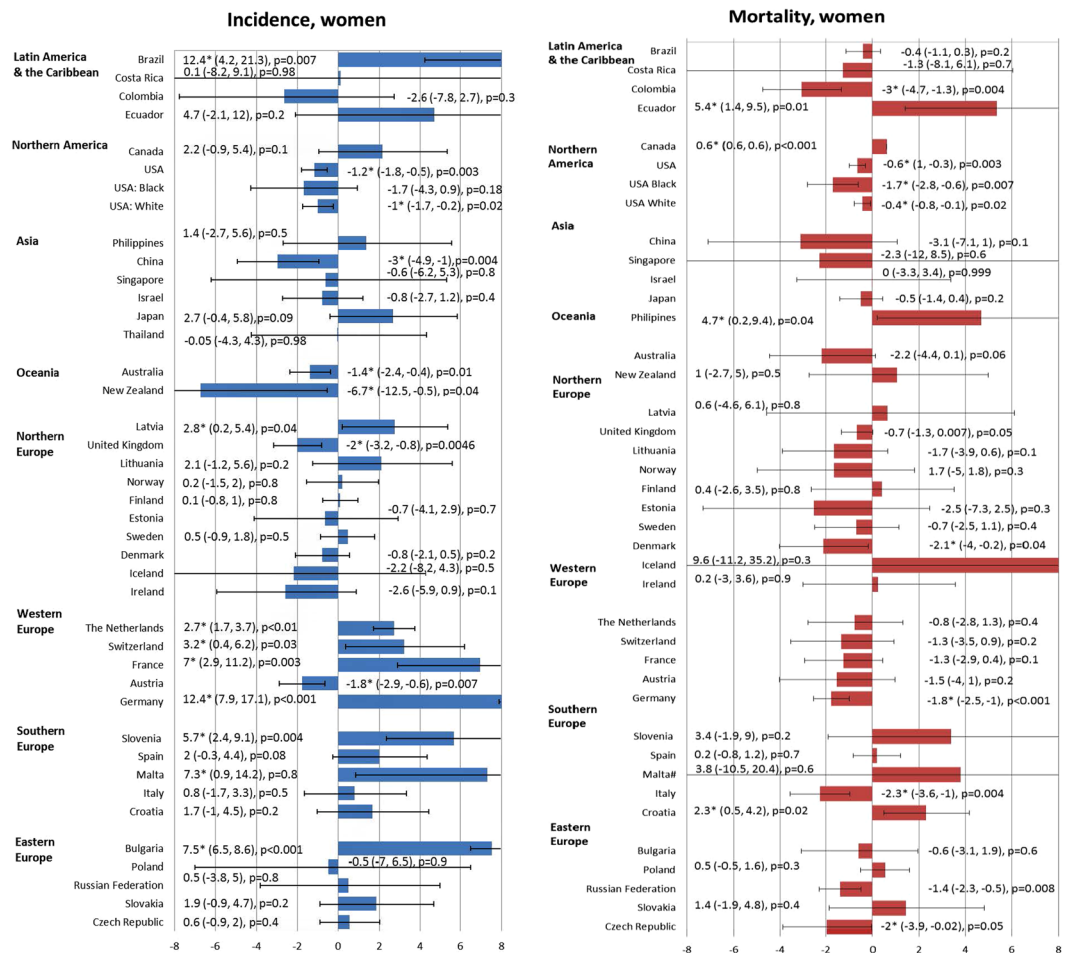 Incidence, women
Latin America
& the Caribbean
Brazil 12.4* (4.2, 21.3), p=0.007
Costa Rica 0.1 (-8.2, 9.1), p=0.98
Colombia -2.6 (-7.8, 2.7), p=0.3
Ecuador 4.7 (-2.1, 12), p=0.2
Northern America
Canada 2.2 (-0.9, 5.4), p=0.1
USA -1.2* (-1.8, -0.5), p=0.003
USA: Black -1.7 (-4.3, 0.9), p=0.18
USA: White -1* (-1.7, -0.2), p=0.02
Asia
Philippines 1.4 (-2.7, 5.6), p=0.5
China -3* (-4.9, -1), p=0.004
Singapore -0.6 (-6.2, 5.3), p=0.8
Israel -0.8 (-2.7, 1.2), p=0.4
Japan 2.7 (-0.4, 5.8), p=0.09
Thailand -0.05 (-4.3, 4.3), p=0.98
Oceania
Australia -1.4* (-2.4, -0.4), p=0.01
New Zealand -6.7* (-12.5, -0.5), p=0.04
Northern
Europe
Latvia 2.8* (0.2, 5.4), p=0.04
United Kingdom -2* (-3.2, -0.8), p=0.0046
Lithuania 2.1 (-1.2, 5.6), p=0.2
Norway 0.2 (-1.5, 2), p=0.8
Finland 0.1 (-0.8, 1), p=0.8
Estonia -0.7 (-4.1, 2.9), p=0.7
Sweden 0.5 (-0.9, 1.8), p=0.5
Denmark -0.8 (-2.1, 0.5), p=0.2
Iceland -2.2 (-8.2, 4.3), p=0.5
Ireland -2.6 (-5.9, 0.9), p=0.1
Western
Europe
The Netherlands 2.7* (1.7, 3.7), p<0.01
Switzerland 3.2* (0.4, 6.2), p=0.03
France 7* (2.9, 11.2), p=0.003
Austria -1.8* (-2.9, -0.6), p=0.007
Germany 12.4* (7.9, 17.1), p<0.001
Southern
Europe
Slovenia 5.7* (2.4, 9.1), p=0.004
Spain 2 (-0.3, 4.4), p=0.08
Malta 7.3* (0.9, 14.2), p=0.8
Italy 0.8 (-1.7, 3.3), p=0.5
Croatia 1.7 (-1, 4.5), p=0.2
Eastern
Europe
Bulgaria 7.5* (6.5, 8.6), p<0.001
Poland -0.5 (-7, 6.5), p=0.9
Russian Federation 0.5 (-3.8, 5), p=0.8
Slovakia 1.9 (-0.9, 4.7), p=0.2
Czech Republic 0.6 (-0.9, 2), p=0.4
-8 -6 -4 -2 0 2 4 6 8
Mortality, women
Latin America
& the Caribbean
Brazil -0.4 (-1.1, 0.3), p=0.2
Costa Rica -1.3 (-8.1, 6.1), p=0.7
Colombia -3* (-4.7, -1.3), p=0.004
Ecuador 5.4* (1.4, 9.5), p=0.01
Northern
America
Canada 0.6* (0.6, 0.6), p<0.001
USA -0.6* (1, -0.3), p=0.003
USA Black -1.7* (-2.8, -0.6), p=0.007
USA White -0.4* (-0.8, -0.1), p=0.02
Asia
China -3.1 (-7.1, 1), p=0.1
Singapore -2.3 (-12, 8.5), p=0.6
Israel 0 (-3.3, 3.4), p=0.999
Japan -0.5 (-1.4, 0.4), p=0.2
Oceania
Philipines 4.7* (0.2,9.4), p=0.04
Australia -2.2 (-4.4, 0.1), p=0.06
New Zealand 1 (-2.7, 5), p=0.5
Northern
Europe
Latvia 0.6 (-4.6, 6.1), p=0.8
United Kingdom -0.7 (-1.3, 0.007), p=0.05
Lithuania -1.7 (-3.9, 0.6), p=0.1
Norway 1.7 (-5, 1.8), p=0.3
Finland 0.4 (-2.6, 3.5), p=0.8
Estonia -2.5 (-7.3, 2.5), p=0.3
Sweden -0.7 (-2.5, 1.1), p=0.4
Denmark -2.1* (-4, -0.2), p=0.04
Iceland 9.6 (-11.2, 35.2), p=0.3
Western
Europe
Ireland 0.2 (-3, 3.6), p=0.9
The Netherlands -0.8 (-2.8, 1.3), p=0.4
Switzerland -1.3 (-3.5, 0.9), p=0.2
France -1.3 (-2.9, 0.4), p=0.1
Austria -1.5 (-4, 1), p=0.2
Germany -1.8* (-2.5, -1), p<0.001
Southern
Europe
Slovenia 3.4 (-1.9, 9), p=0.2
Spain 0.2 (-0.8, 1.2), p=0.7
Malta# 3.8 (-10.5, 20.4), p=0.6
Italy -2.3* (-3.6, -1), p=0.004
Croatia 2.3* (0.5, 4.2), p=0.02
Eastern
Europe
Bulgaria -0.6 (-3.1, 1.9), p=0.6
Poland 0.5 (-0.5, 1.6), p=0.3
Russian Federation -1.4 (-2.3, -0.5), p=0.008
Slovakia 1.4 (-1.9, 4.8), p=0.4
Czech Republic -2* (-3.9, -0.02), p=0.05
-8 -6 -4 -2 0 2 4 6 8